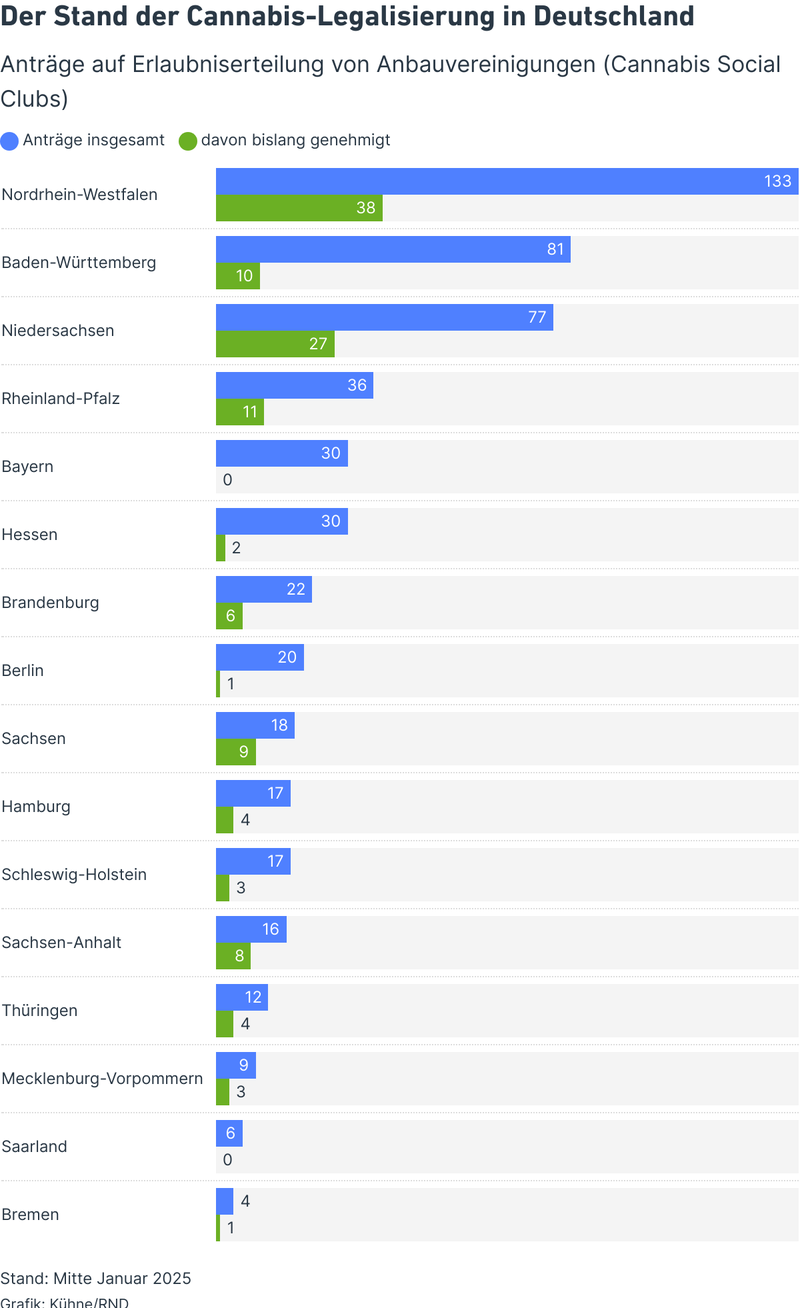 Der Stand der Cannabis-Legalisierung in Deutschland
Anträge auf Erlaubniserteilung von Anbauvereinigungen (Cannabis Social
Clubs)
Anträge insgesamt davon bislang genehmigt
Nordrhein-Westfalen
133
38
Baden-Württemberg
81
10
Niedersachsen
77
27
Rheinland-Pfalz
36
11
Bayern
30
0
Hessen
30
2
Brandenburg
22
6
Berlin
20
1
Sachsen
18
9
Hamburg
17
4
Schleswig-Holstein
17
3
Sachsen-Anhalt
16
8
Thüringen
12
4
Mecklenburg-Vorpommern
9
3
Saarland
6
0
Bremen
4
1
Stand: Mitte Januar 2025
Grafik: Kühne/RND